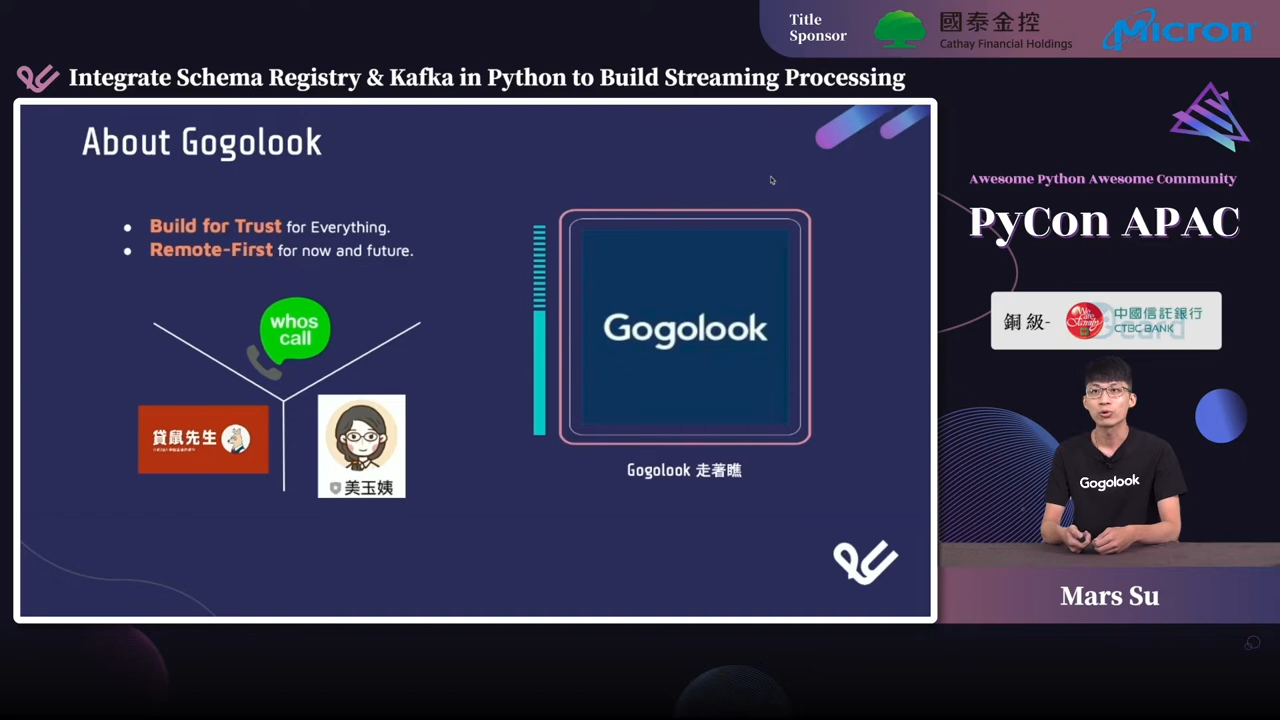 Title
Sponsor
國泰金控
Cathay Financial Holdings
Micron
Integrate Schema Registry & Kafka in Python to Build Streaming Processing
About Gogolook
Build for Trust for Everything.
Remote-First for now and future.
whos
call
貸鼠先生
美玉姨
Gogolook
Gogolook 走著瞧
Awesome Python Awesome Community
PyCon APAC
銅級-
We are Family
中國信託銀行
CTBC BANK
Gogolook
Mars Su